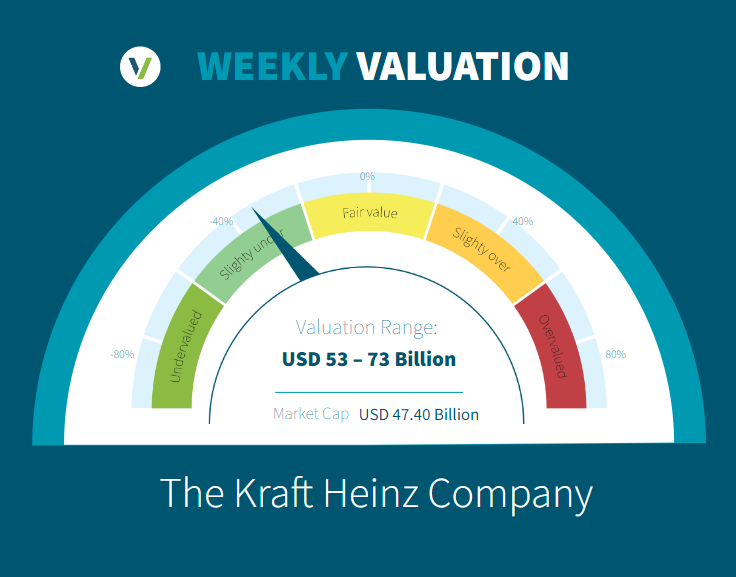 WEEKLY VALUATION
0%
-40%
40%
-80%
80%
Undervalued
Slighty under
Fair value
Slighty over
Overvalued
Valuation Range:
USD 53 – 73 Billion
Market Cap USD 47.40 Billion
The Kraft Heinz Company